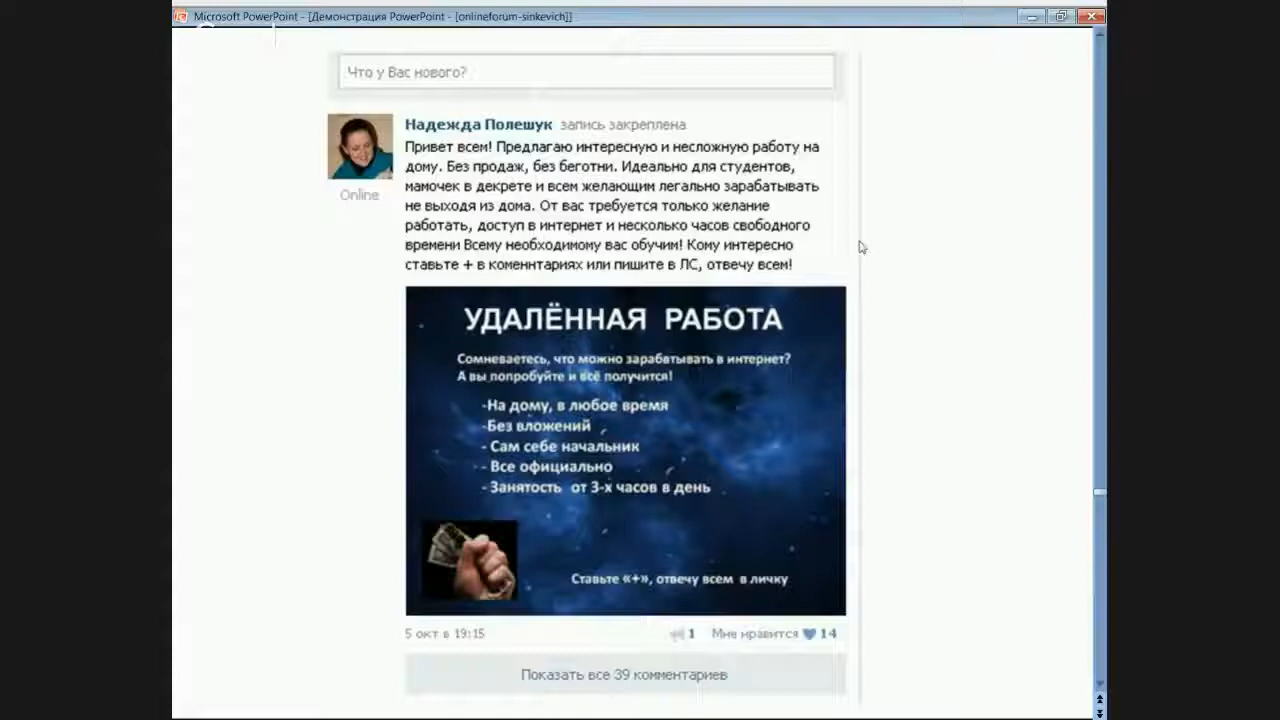 Microsoft PowerPoint - [Демонстрация PowerPoint - [onlineforum-sinkevich]]
Что у Вас нового?
Надежда Полешук запись закреплена
Привет всем! Предлагаю интересную и несложную работу на
дому. Без продаж, без беготни. Идеально для студентов,
мамочек в декрете и всем желающим легально зарабатывать
не выходя из дома. От вас требуется только желание
работать, доступ в интернет и несколько часов свободного
времени Всему необходимому вас обучим! Кому интересно
ставьте + в коменнтариях или пишите в ЛС, отвечу всем!
Online
УДАЛЁННАЯ РАБОТА
Сомневаетесь, что можно зарабатывать в интернет?
А вы попробуйте и всё получится!
-На дому, в любое время
-Без вложений
- Сам себе начальник
- Все официально
- Занятость от 3-х часов в день
Ставьте «+», отвечу всем в личку
5 окт в 19:15 1 Мне нравится 14
Показать все 39 комментариев